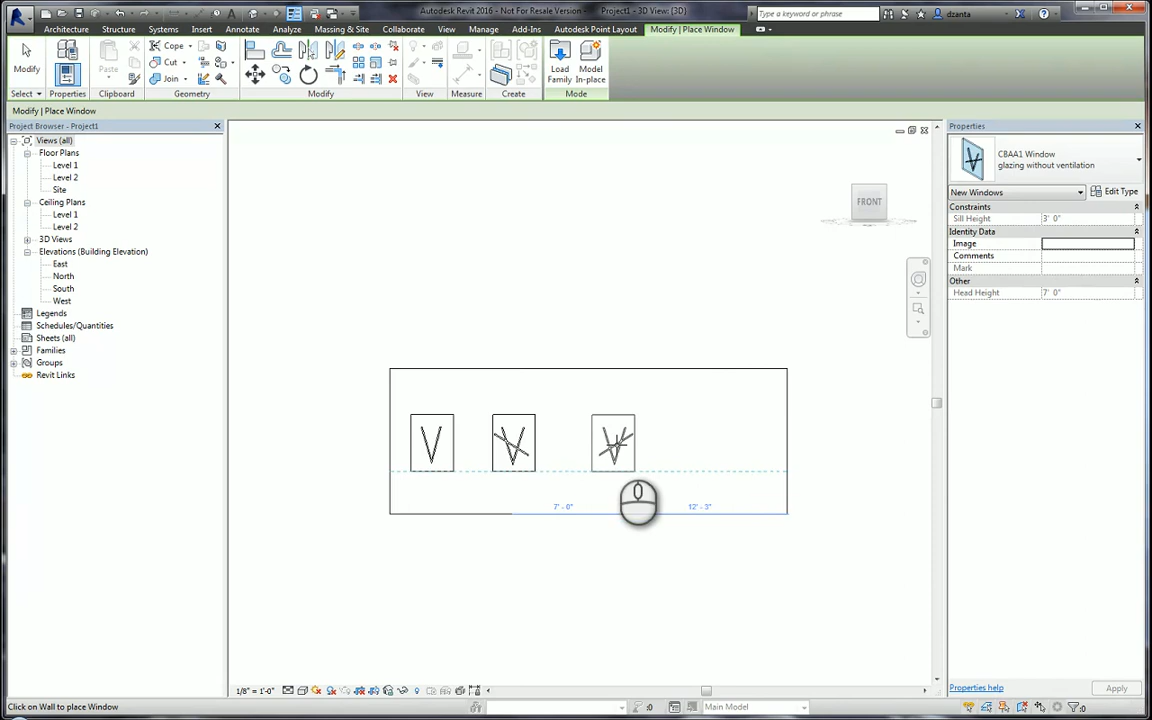 Autodesk Revit 2016 - Not For Resale Version - Project1 - 3D View: {3D}
Type a keyword or phrase
dzanta
Architecture Structure Systems Insert Annotate Analyze Massing & Site Collaborate View Manage Add-Ins Autodesk Point Layout Modify | Place Window
Modify
Cope
Cut
Join
Paste
Load Family
Model In-place
Select Properties Clipboard Geometry Modify View Measure Create Mode
Modify | Place Window
Project Browser - Project1
Views (all)
Floor Plans
Level 1
Level 2
Site
Ceiling Plans
Level 1
Level 2
3D Views
Elevations (Building Elevation)
East
North
South
West
Legends
Schedules/Quantities
Sheets (all)
Families
Groups
Revit Links
FRONT
V
V
V
7' - 0"
12' - 3"
Properties
CBAA1 Window
glazing without ventilation
New Windows
Edit Type
Constraints
Sill Height 3' 0"
Identity Data
Image
Comments
Mark
Other
Head Height 7' 0"
Properties help
Apply
1/8" = 1'-0"
Click on Wall to place Window
:0
Main Model
:0